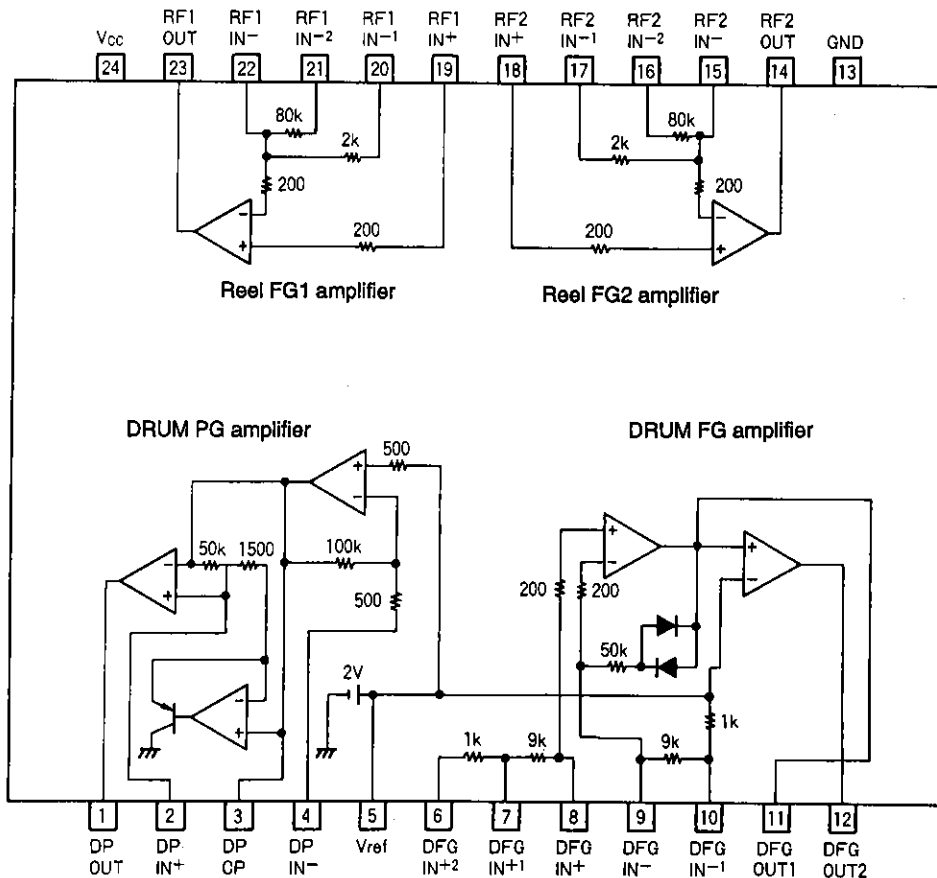 RF1 RF1 RF1 RF1 RF1 RF2 RF2 RF2 RF2 RF2
VCC OUT IN− IN−2 IN−1 IN+ IN+ IN−1 IN−2 IN− OUT GND
24 23 22 21 20 19 18 17 16 15 14 13
80k 80k
2k 2k
200 200
200 200
Reel FG1 amplifier Reel FG2 amplifier
DRUM PG amplifier DRUM FG amplifier
500
50k 1500 100k
200 200
500
50k
2V
1k
1k 9k 9k
1 2 3 4 5 6 7 8 9 10 11 12
DP DP DP DP Vref DFG DFG DFG DFG DFG DFG DFG
OUT IN+ CP IN− IN+2 IN+1 IN+ IN− IN−1 OUT1 OUT2